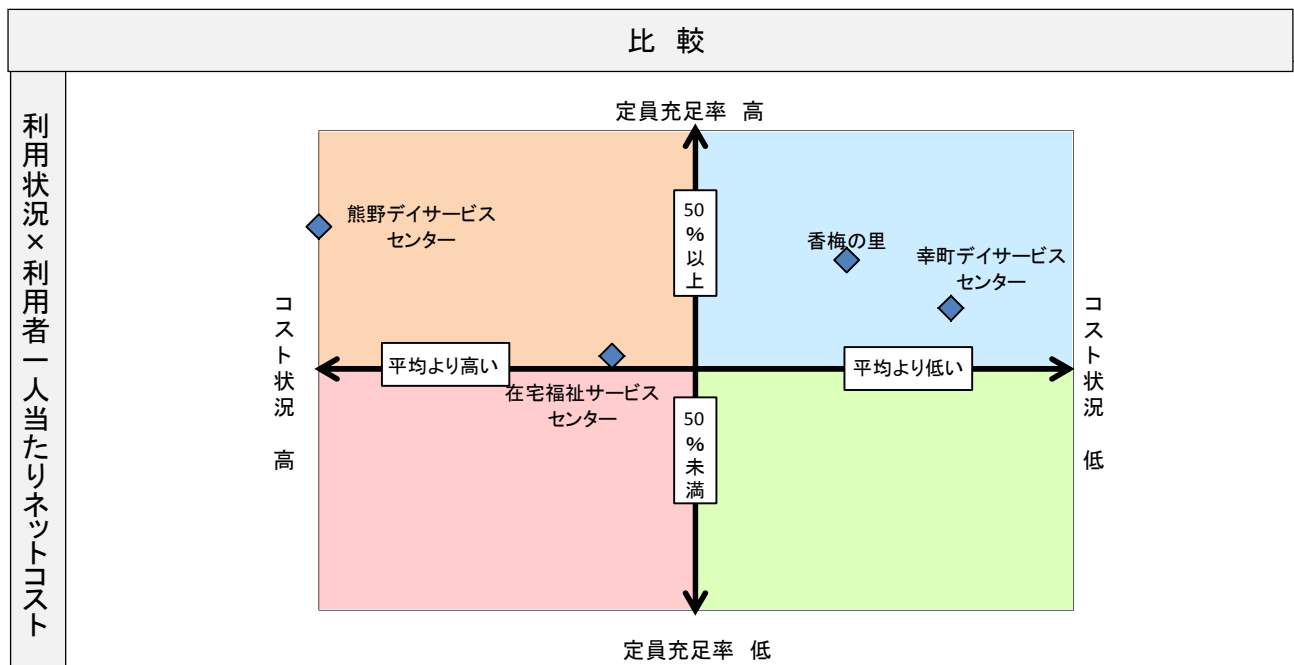 比 較
利用状況×利用者一人当たりネットコスト
定員充足率 高
50%以上
熊野デイサービス
センター
香梅の里
幸町デイサービス
センター
コスト状況 高
平均より高い
平均より低い
コスト状況 低
在宅福祉サービス
センター
50%未満
定員充足率 低